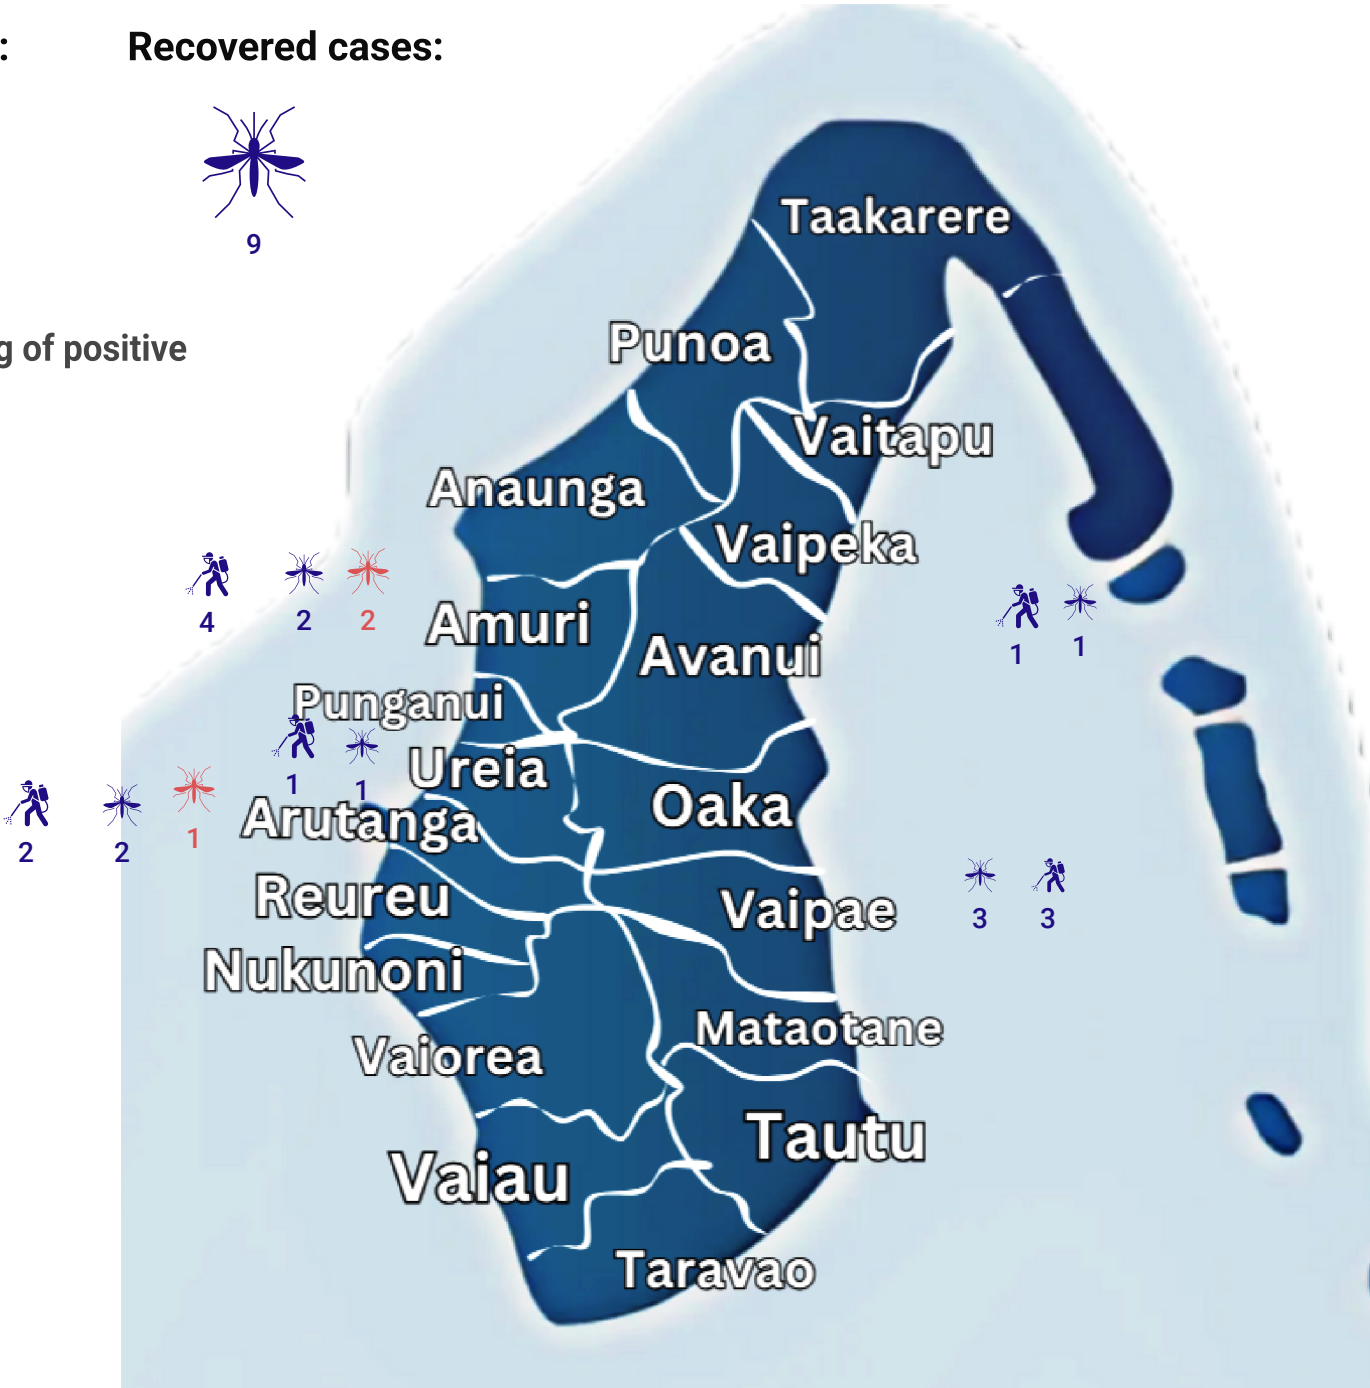 : Recovered cases:
9
g of positive
Taakarere
Punoa
Vaitapu
Anaunga
Vaipeka
4 2 2
Amuri
1 1
Avanui
Punganui
Ureia
1 1
Oaka
Arutanga
2 2 1
Reureu
Vaipae
3 3
Nukunoni
Mataotane
Vaiorea
Tautu
Vaiau
Taravao